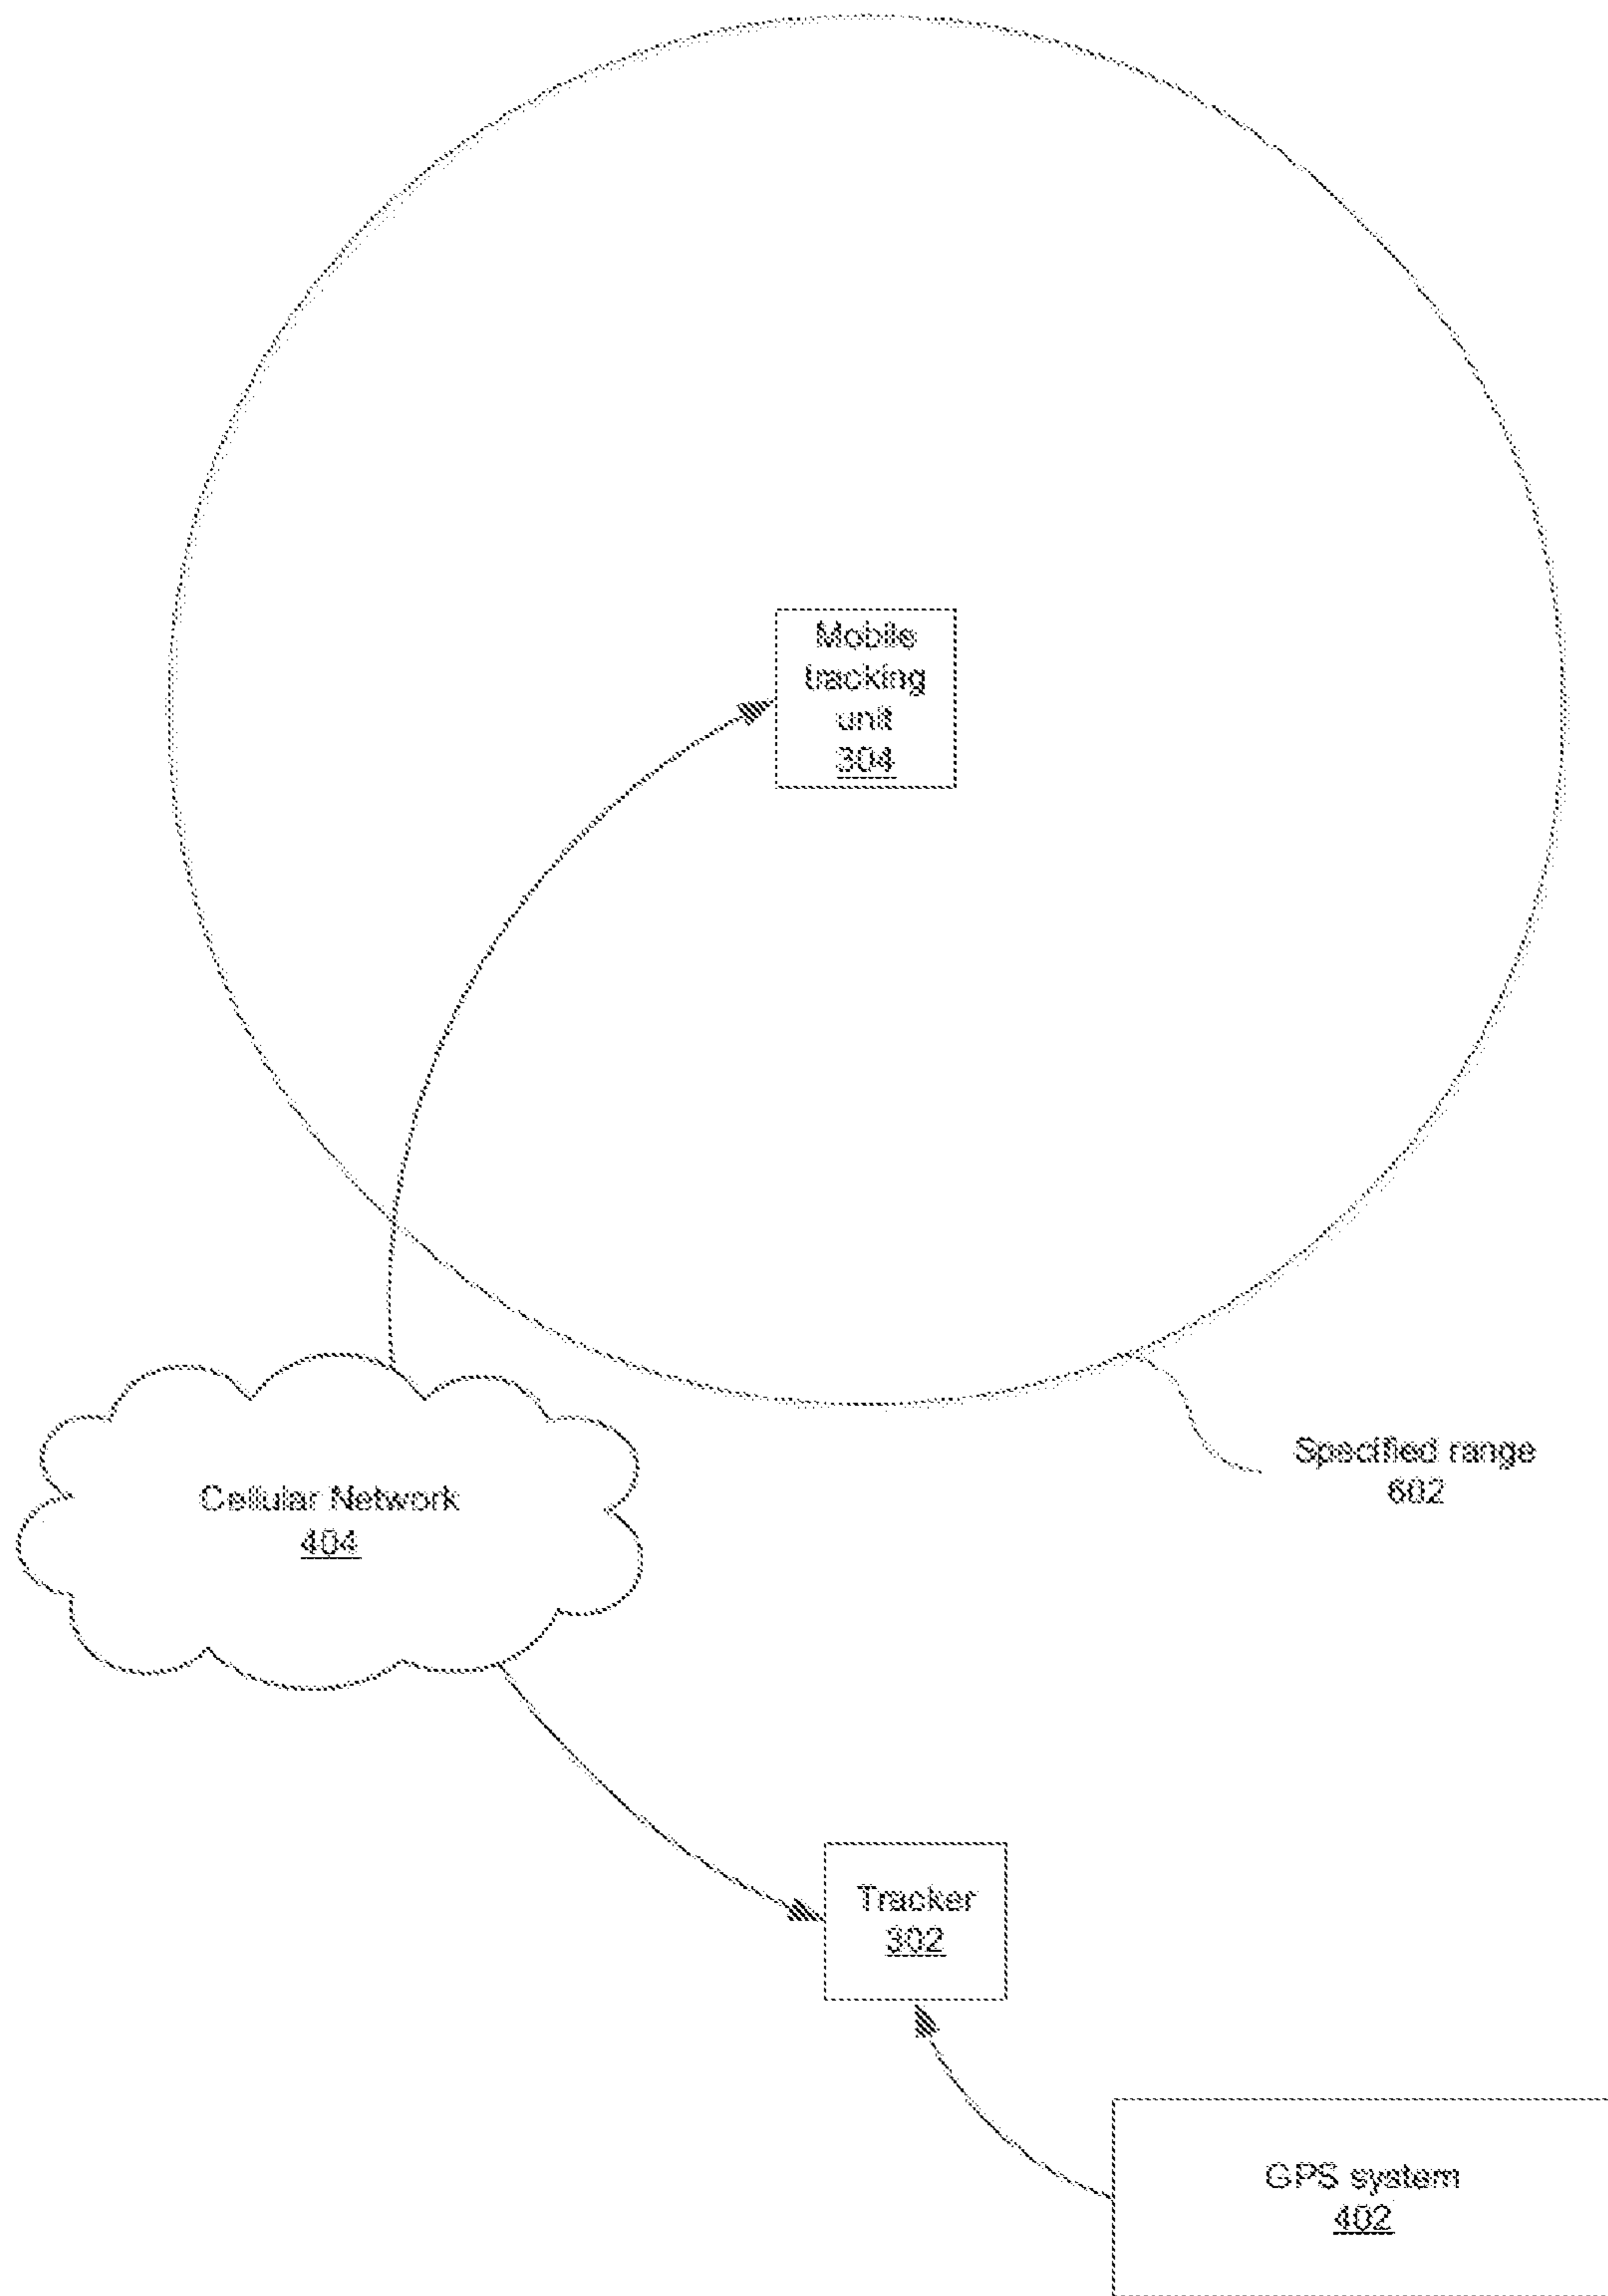 Mobile
tracking
unit
304
Specified range
602
Cellular Network
404
Tracker
302
GPS system
402